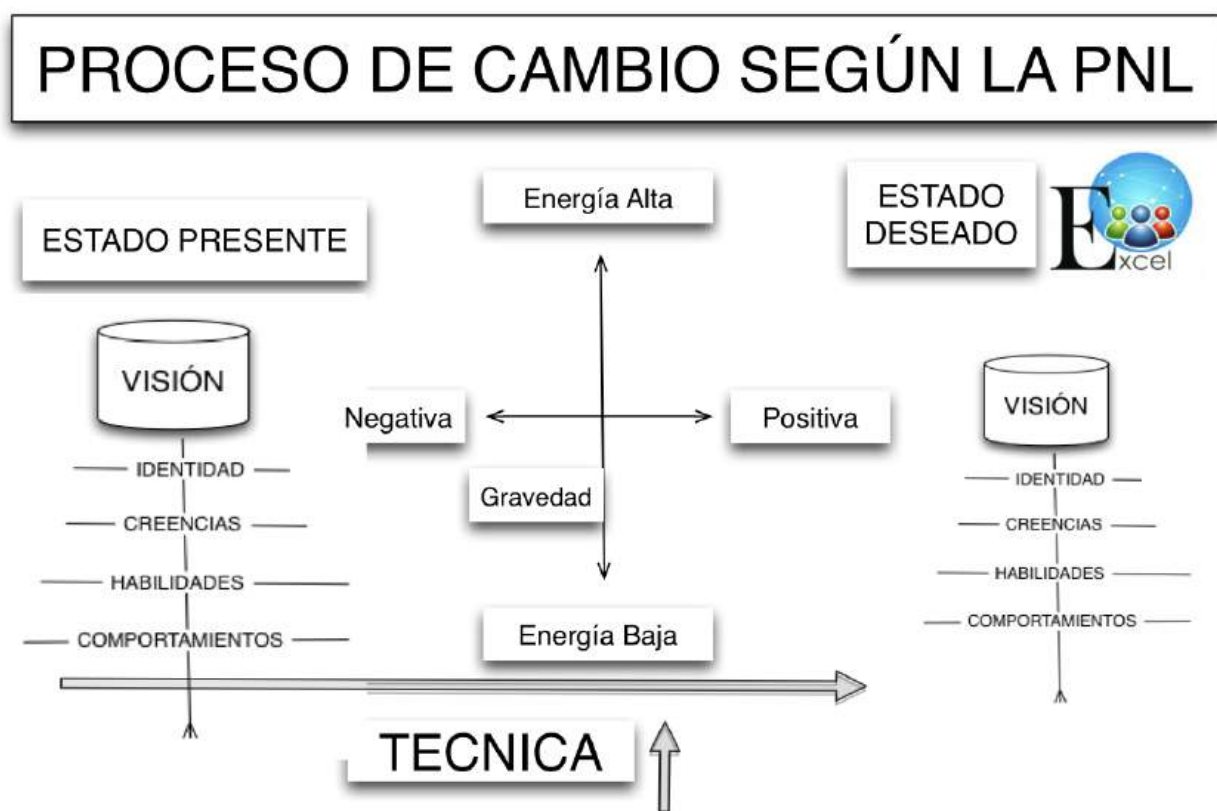 PROCESO DE CAMBIO SEGÚN LA PNL
ESTADO PRESENTE
Energía Alta
ESTADO
DESEADO
Excel
VISIÓN
IDENTIDAD
CREENCIAS
HABILIDADES
COMPORTAMIENTOS
Negativa
Positiva
Gravedad
Energía Baja
VISIÓN
IDENTIDAD
CREENCIAS
HABILIDADES
COMPORTAMIENTOS
TECNICA